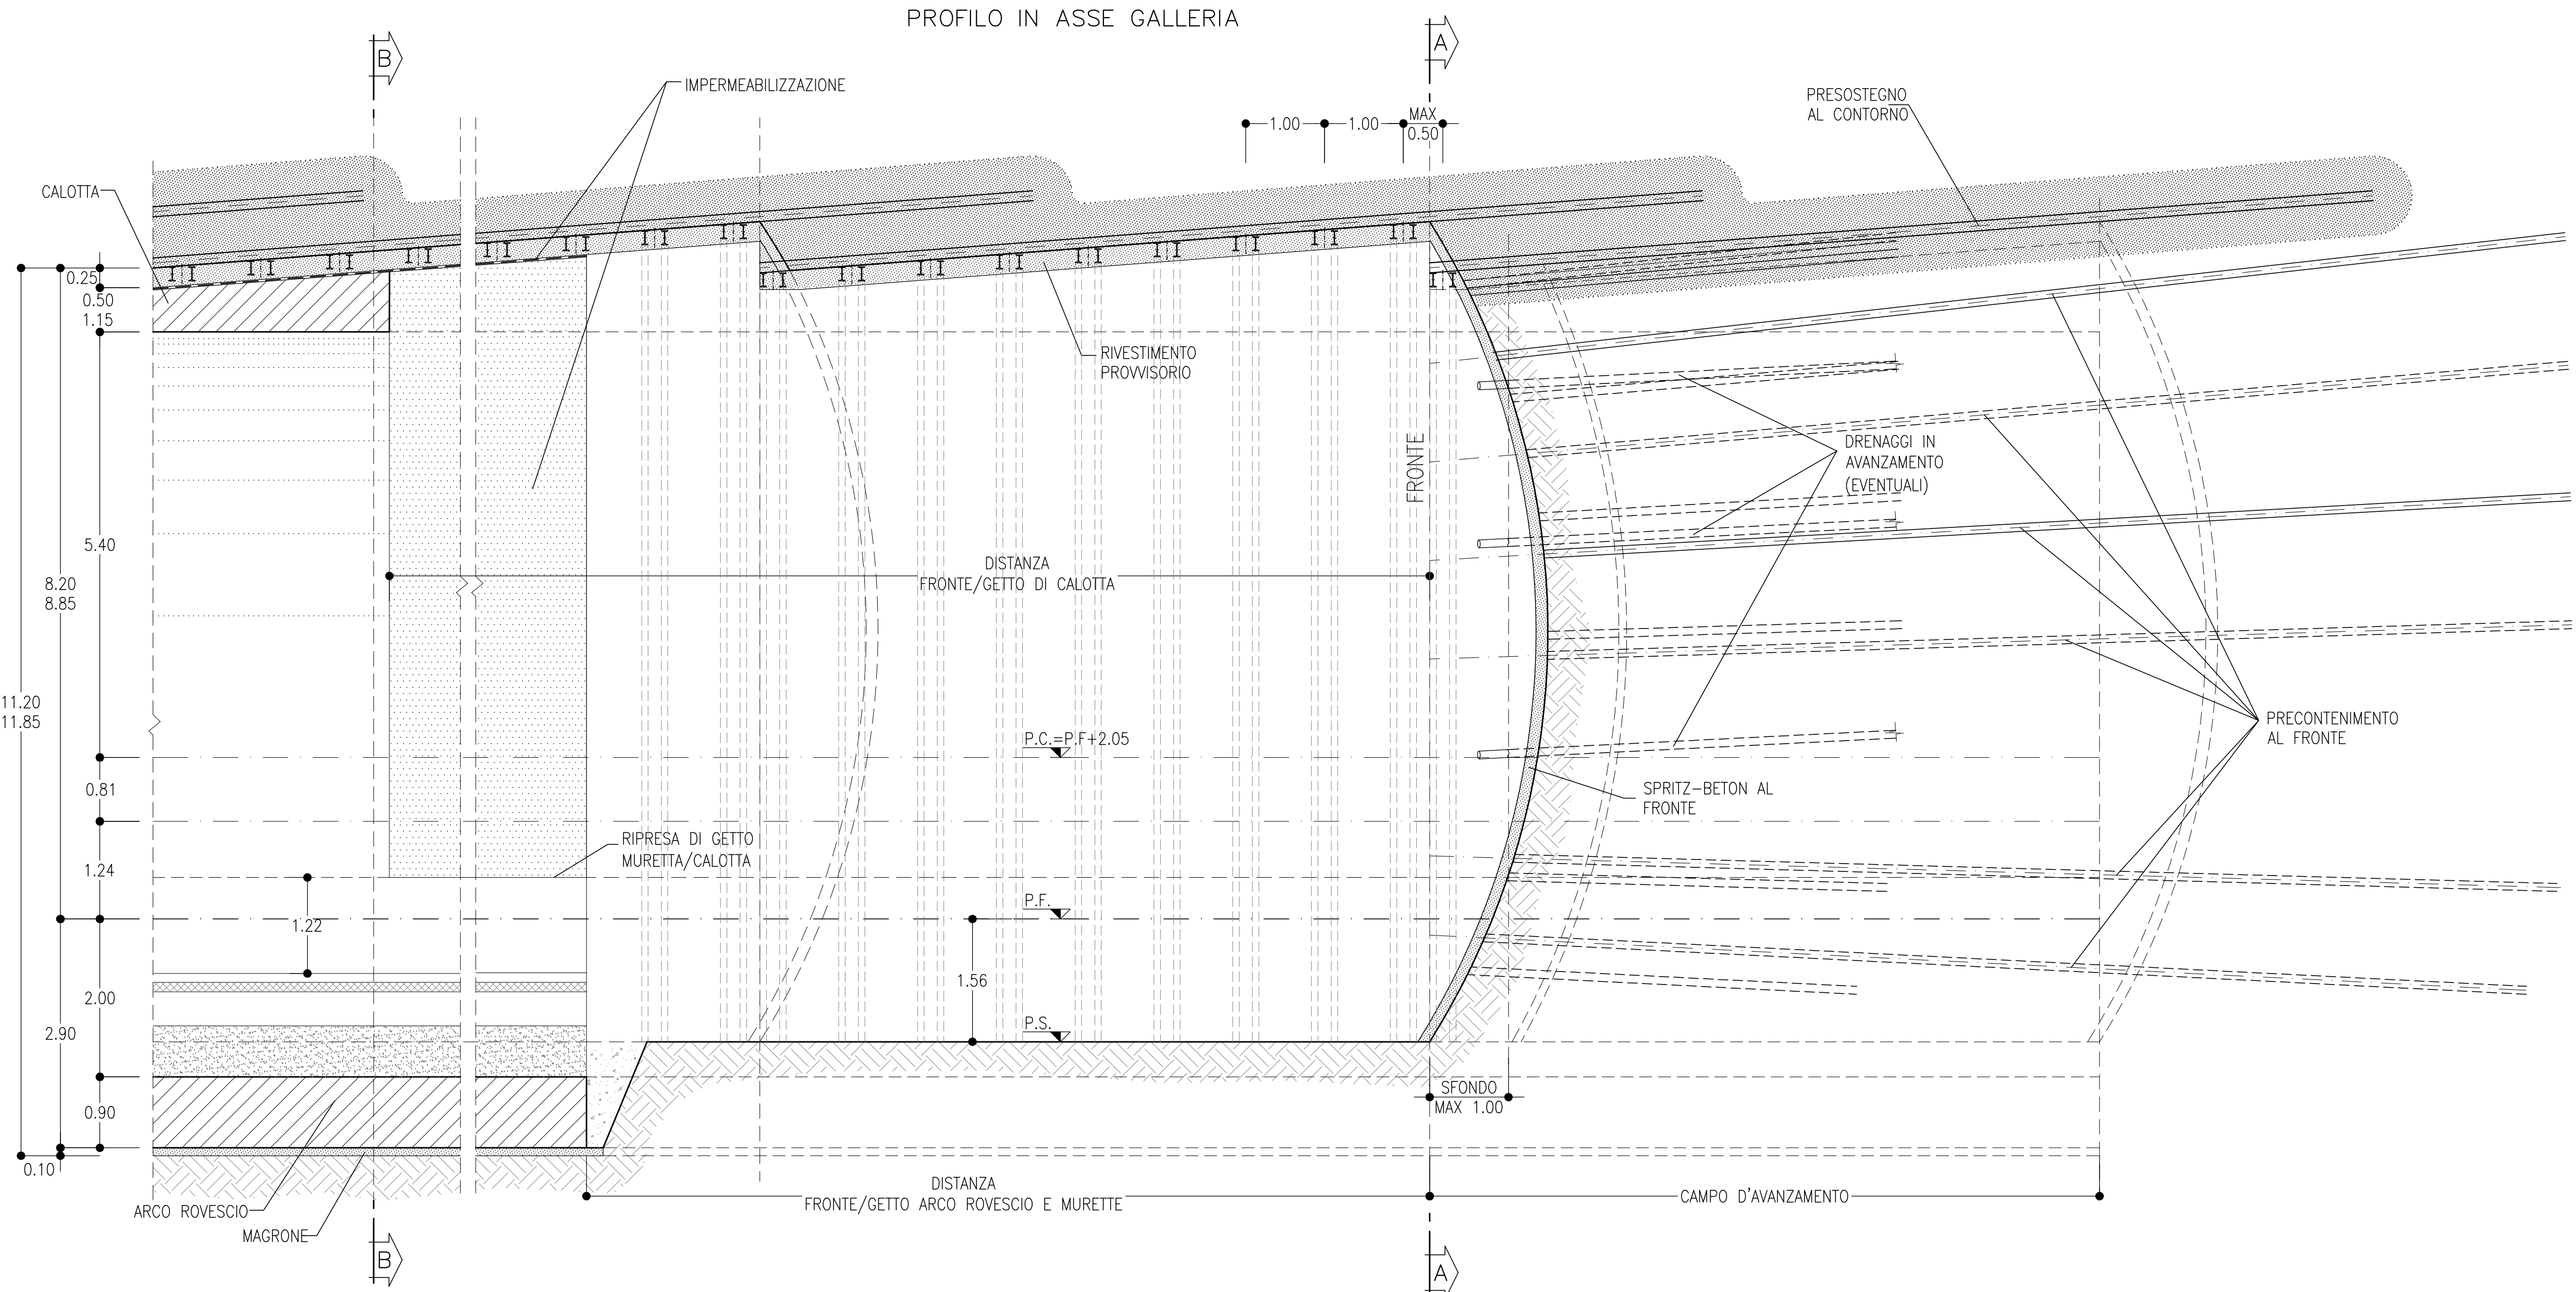 PROFILO IN ASSE GALLERIA
B
A
IMPERMEABILIZZAZIONE
PRESOSTEGNO
AL CONTORNO
1.00
1.00
MAX
0.50
CALOTTA
0.25
0.50
1.15
RIVESTIMENTO
PROVVISORIO
FRONTE
DRENAGGI IN
AVANZAMENTO
(EVENTUALI)
5.40
8.20
8.85
DISTANZA
FRONTE/GETTO DI CALOTTA
11.20
11.85
P.C.=P.F+2.05
PRECONTENIMENTO
AL FRONTE
0.81
SPRITZ-BETON AL
FRONTE
RIPRESA DI GETTO
MURETTA/CALOTTA
1.24
1.22
P.F.
1.56
2.00
2.90
P.S.
0.90
SFONDO
MAX 1.00
0.10
DISTANZA
FRONTE/GETTO ARCO ROVESCIO E MURETTE
CAMPO D'AVANZAMENTO
ARCO ROVESCIO
MAGRONE
B
A